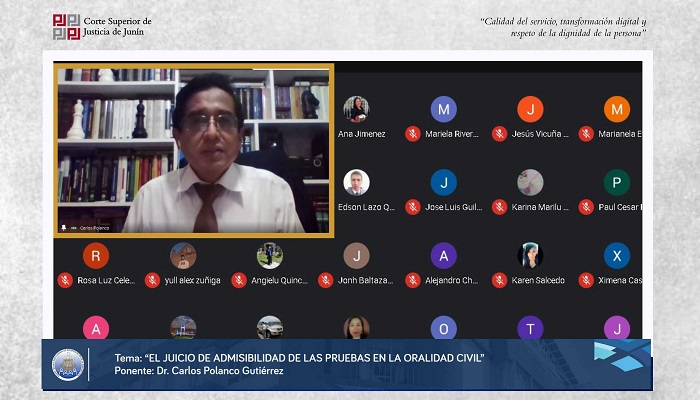 Corte Superior de
Justicia de Junín
“Calidad del servicio, transformación digital y
respeto de la dignidad de la persona”
Carlos Polanco
Ana Jimenez
M
Mariela River...
J
Jesús Vicuña ...
M
Marianela E
Edson Lazo Q...
J
Jose Luis Guil...
Karina Marilu ...
P
Paul Cesar
R
Rosa Luz Cele...
yull alex zuñiga
Angielu Quinc...
J
Jonh Baltaza...
A
Alejandro Ch...
Karen Salcedo
X
Ximena Cas
A
O
T
J
Tema: “EL JUICIO DE ADMISIBILIDAD DE LAS PRUEBAS EN LA ORALIDAD CIVIL”
Ponente: Dr. Carlos Polanco Gutiérrez